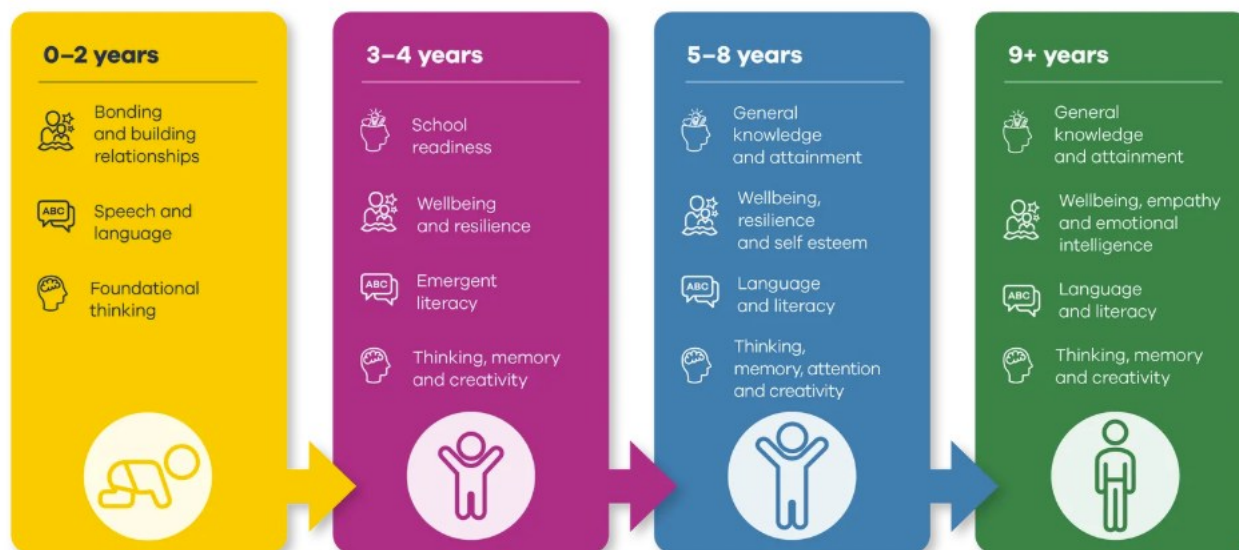 0–2 years
Bonding
and building
relationships
ABC
Speech and
language
Foundational
thinking
3–4 years
School
readiness
Wellbeing
and resilience
ABC
Emergent
literacy
Thinking, memory
and creativity
5–8 years
General
knowledge
and attainment
Wellbeing,
resilience
and self esteem
ABC
Language
and literacy
Thinking,
memory, attention
and creativity
9+ years
General
knowledge
and attainment
Wellbeing, empathy
and emotional
intelligence
ABC
Language
and literacy
Thinking, memory
and creativity